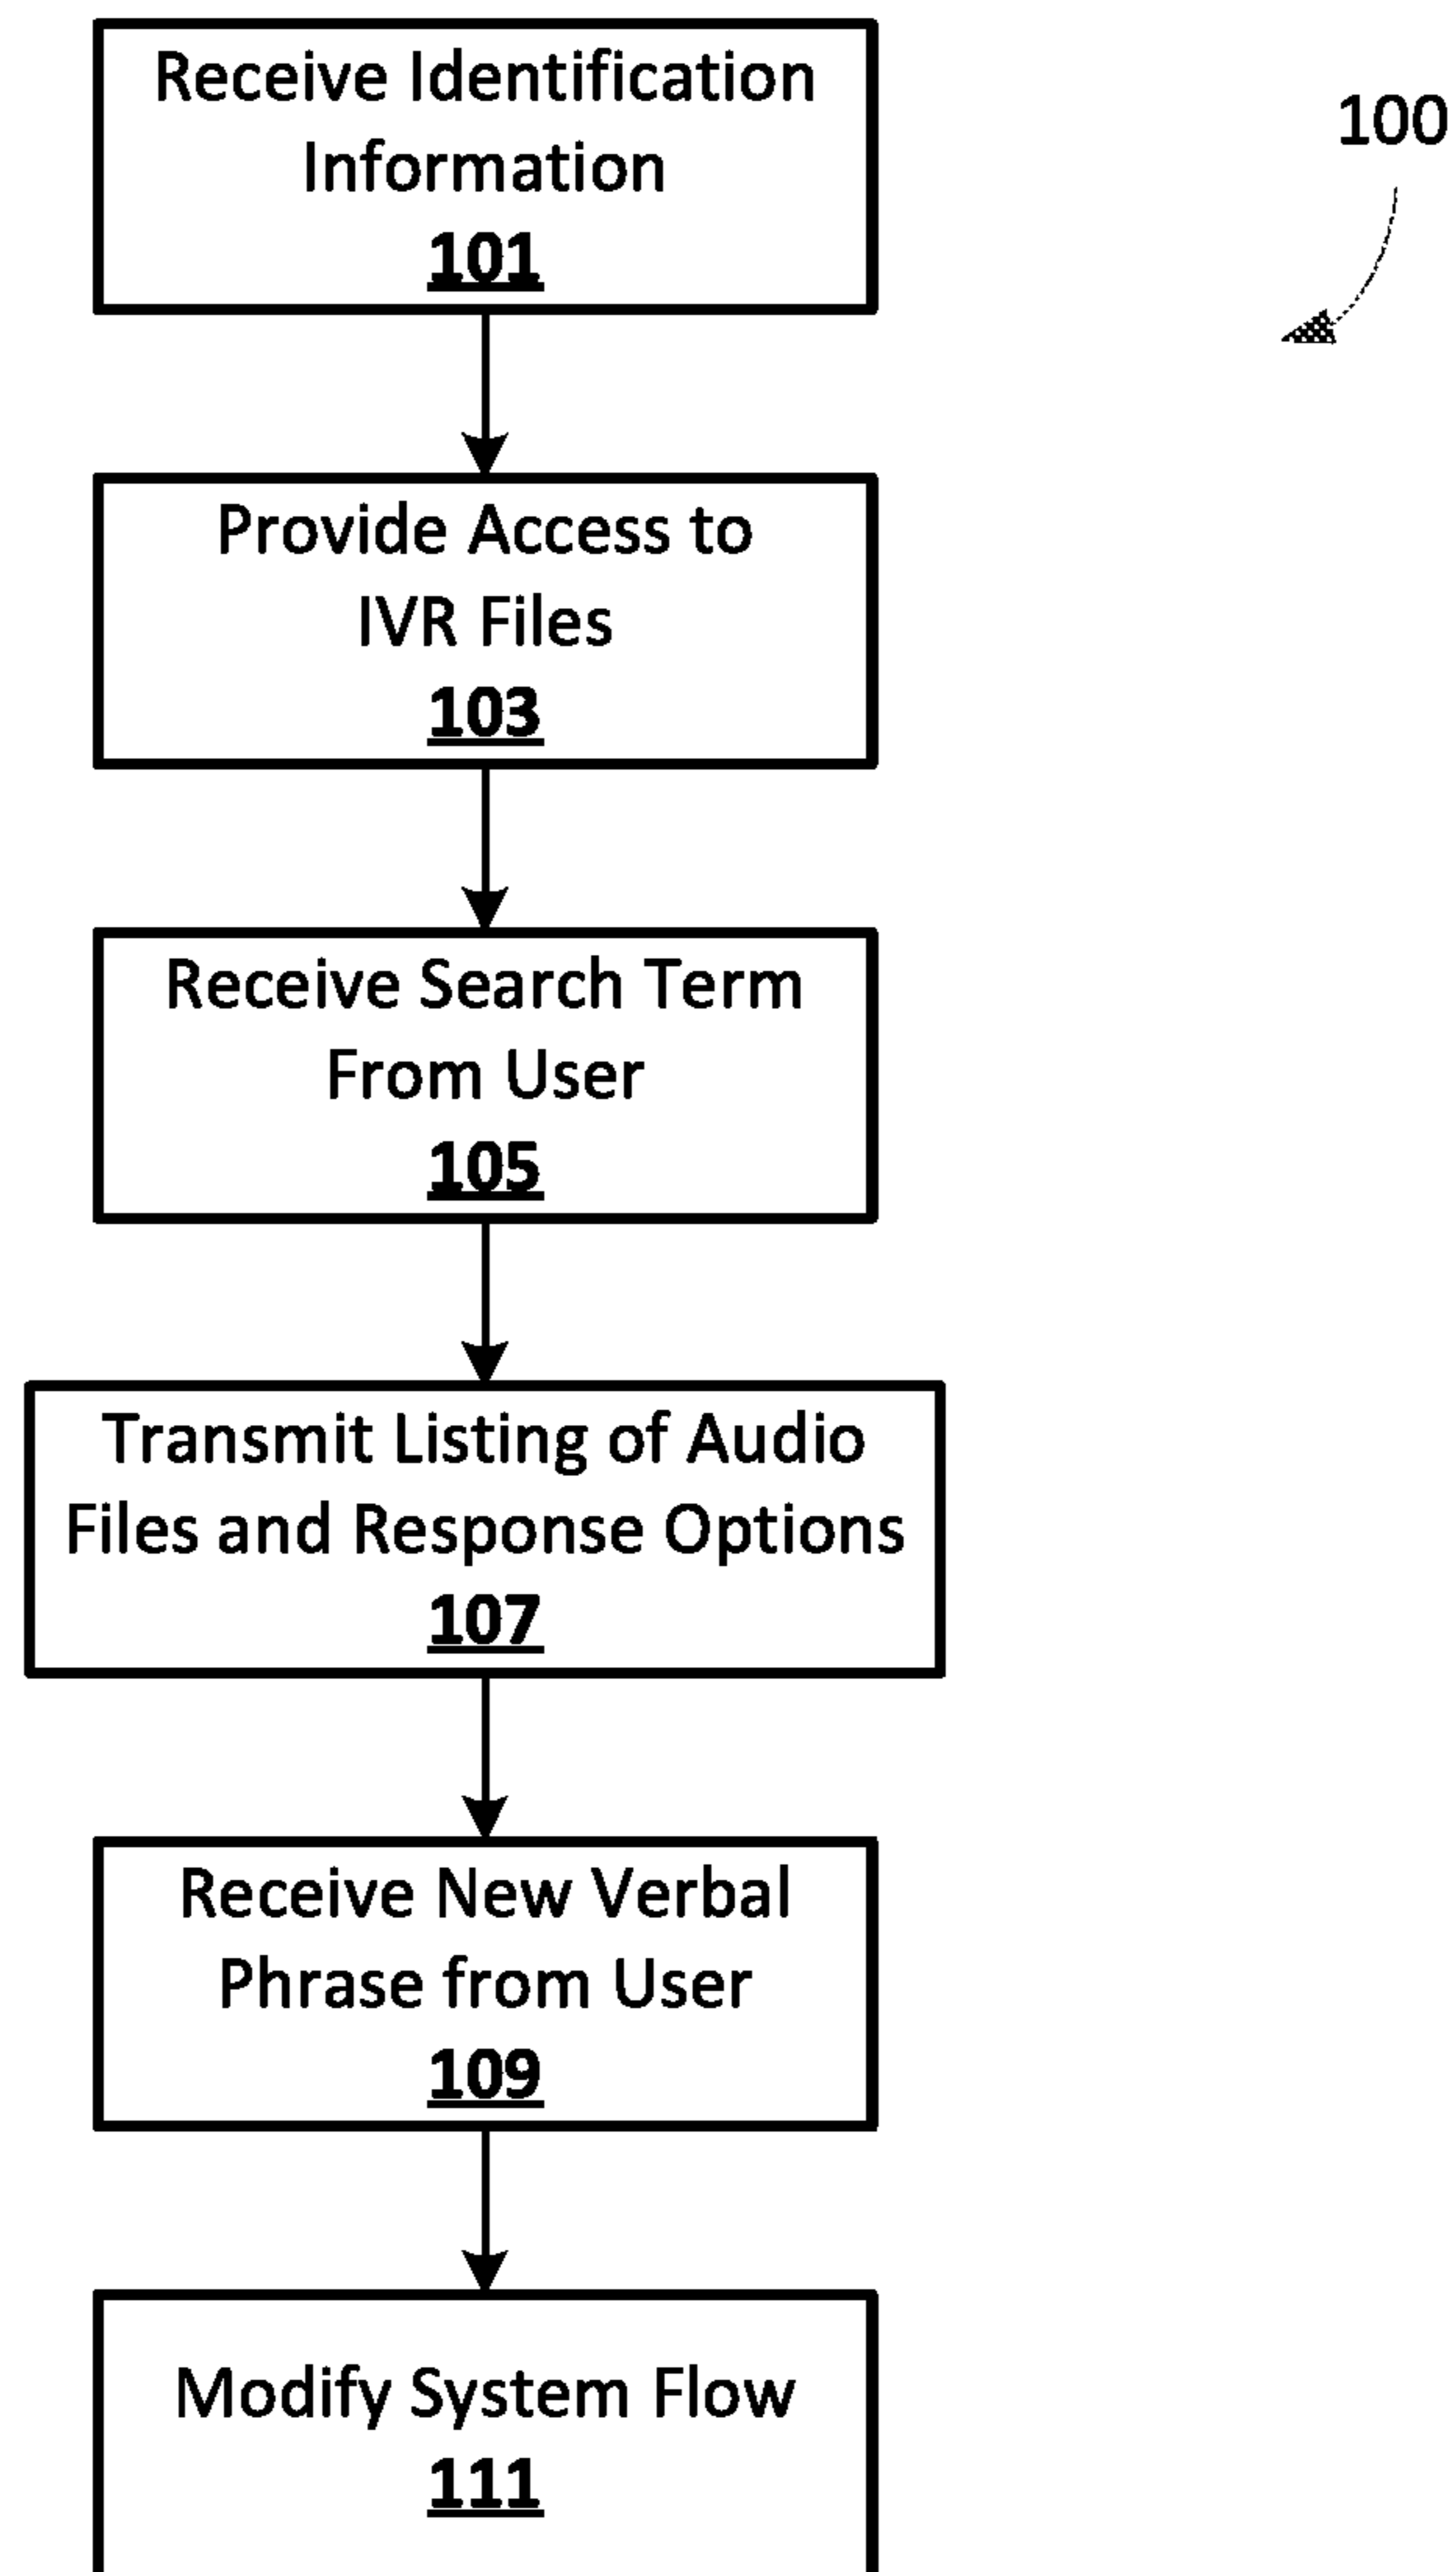 Receive Identification
Information
101
100
Provide Access to
IVR Files
103
Receive Search Term
From User
105
Transmit Listing of Audio
Files and Response Options
107
Receive New Verbal
Phrase from User
109
Modify System Flow
111